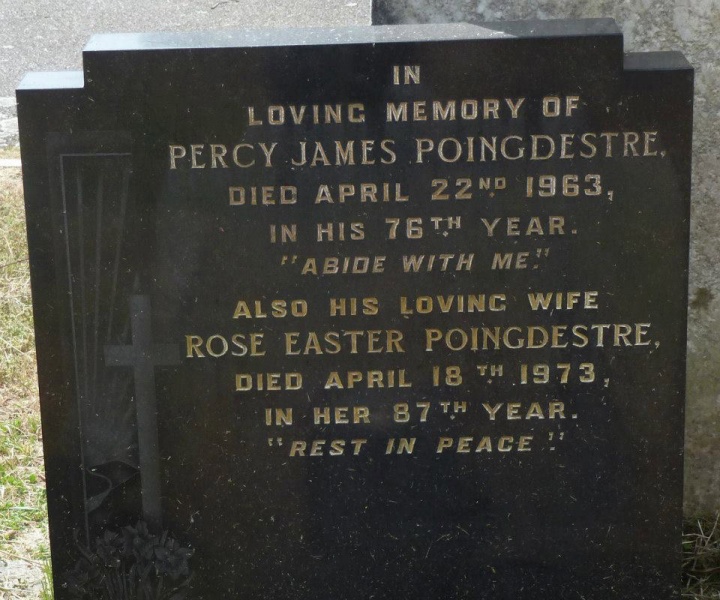 IN
LOVING MEMORY OF
PERCY JAMES POINGDESTRE,
DIED APRIL 22ND 1963,
IN HIS 76TH YEAR.
"ABIDE WITH ME."
ALSO HIS LOVING WIFE
ROSE EASTER POINGDESTRE,
DIED APRIL 18TH 1973,
IN HER 87TH YEAR.
"REST IN PEACE."